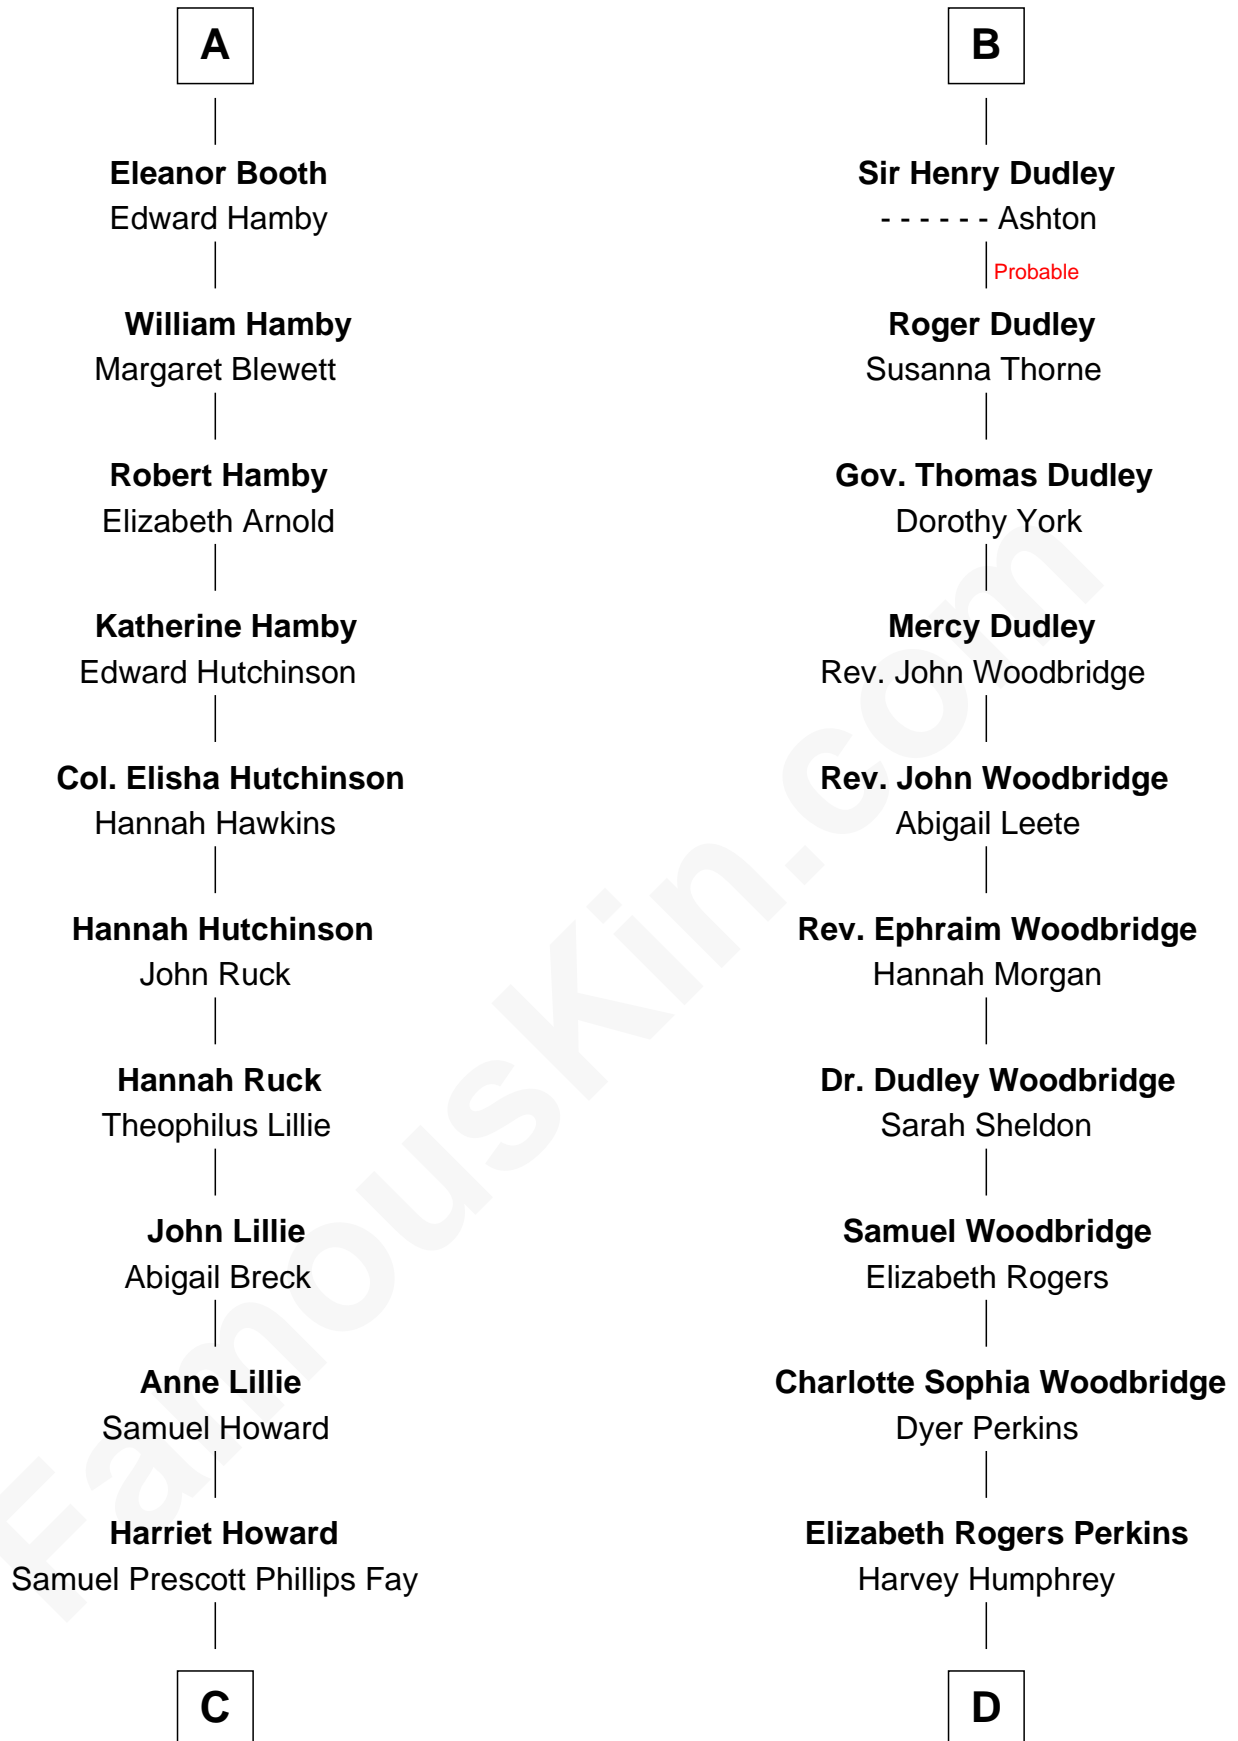 A
Eleanor Booth
Edward Hamby
William Hamby
Margaret Blewett
Robert Hamby
Elizabeth Arnold
Katherine Hamby
Edward Hutchinson
Col. Elisha Hutchinson
Hannah Hawkins
Hannah Hutchinson
John Ruck
Hannah Ruck
Theophilus Lillie
John Lillie
Abigail Breck
Anne Lillie
Samuel Howard
Harriet Howard
Samuel Prescott Phillips Fay
C
B
Sir Henry Dudley
- - - - - - Ashton
Probable
Roger Dudley
Susanna Thorne
Gov. Thomas Dudley
Dorothy York
Mercy Dudley
Rev. John Woodbridge
Rev. John Woodbridge
Abigail Leete
Rev. Ephraim Woodbridge
Hannah Morgan
Dr. Dudley Woodbridge
Sarah Sheldon
Samuel Woodbridge
Elizabeth Rogers
Charlotte Sophia Woodbridge
Dyer Perkins
Elizabeth Rogers Perkins
Harvey Humphrey
D
FamousKin.com